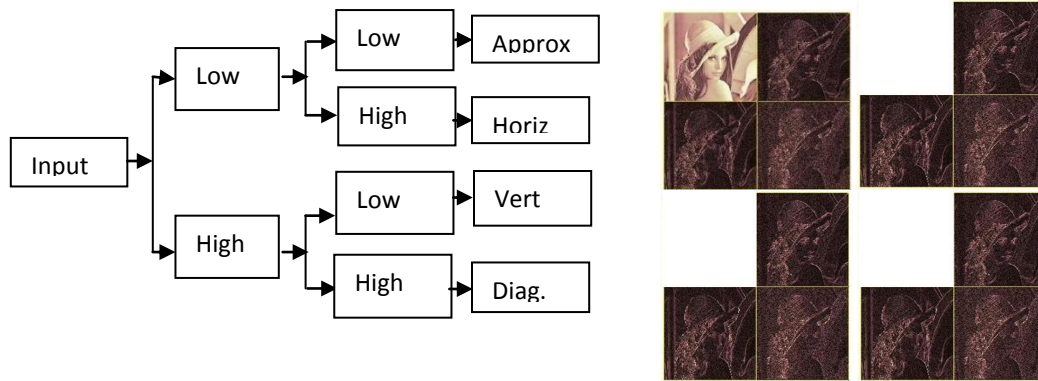 Input
Low
High
Low
High
Low
High
Approx
Horiz
Vert
Diag.